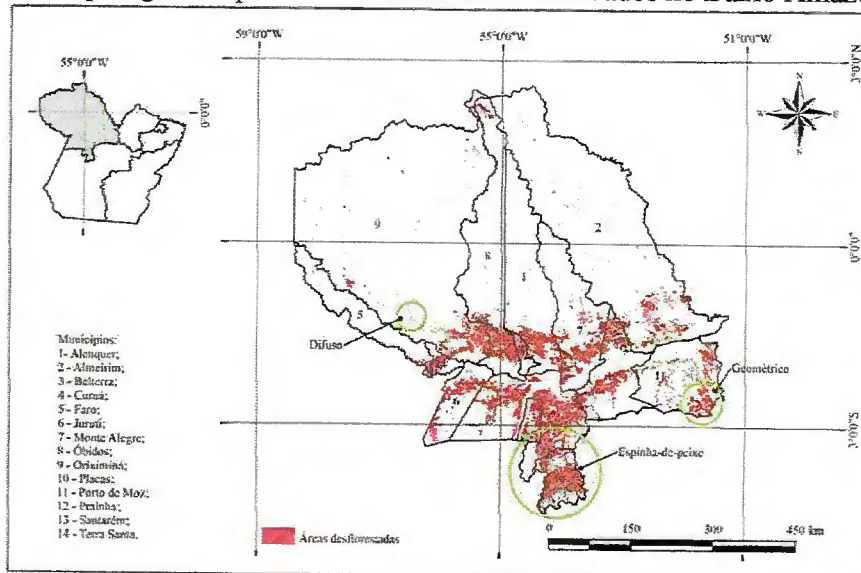 no Baixo
59°0'0"W
55°0'0"W
51°0'0"W
55°0'0"W
0°0'0"
3°0'0"N
0°0'0"
3°0'0"S
N
W
E
S
9
2
8
5
7
11
Difuso
Geométrico
Espinha-de-peixe
Municípios:
1- Alenquer;
2 - Almeirim;
3 - Belterra;
4 - Curuá;
5- Faro;
6 - Juruti;
7 - Monte Alegre;
8 - Óbidos;
9 - Oriximiná;
10 - Placas;
11 - Porto de Moz;
12 - Prainha;
13 - Santarém;
14 - Terra Santa.
Áreas desflorestadas
0 150 300 450 km